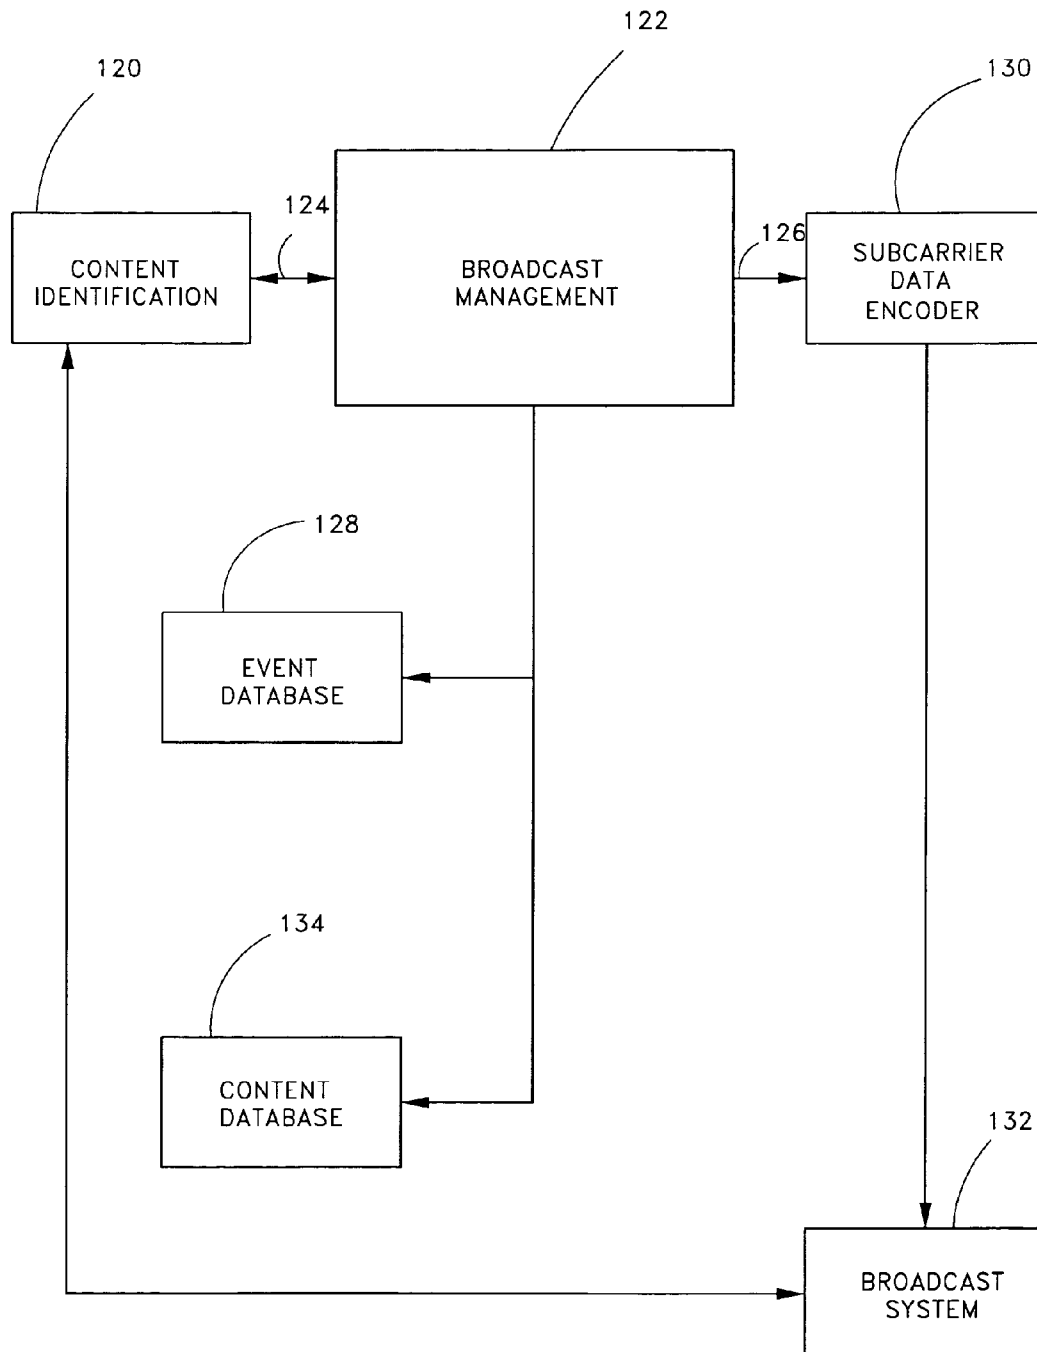 122
120
130
124
126
CONTENT
IDENTIFICATION
BROADCAST
MANAGEMENT
SUBCARRIER
DATA
ENCODER
128
EVENT
DATABASE
134
CONTENT
DATABASE
132
BROADCAST
SYSTEM